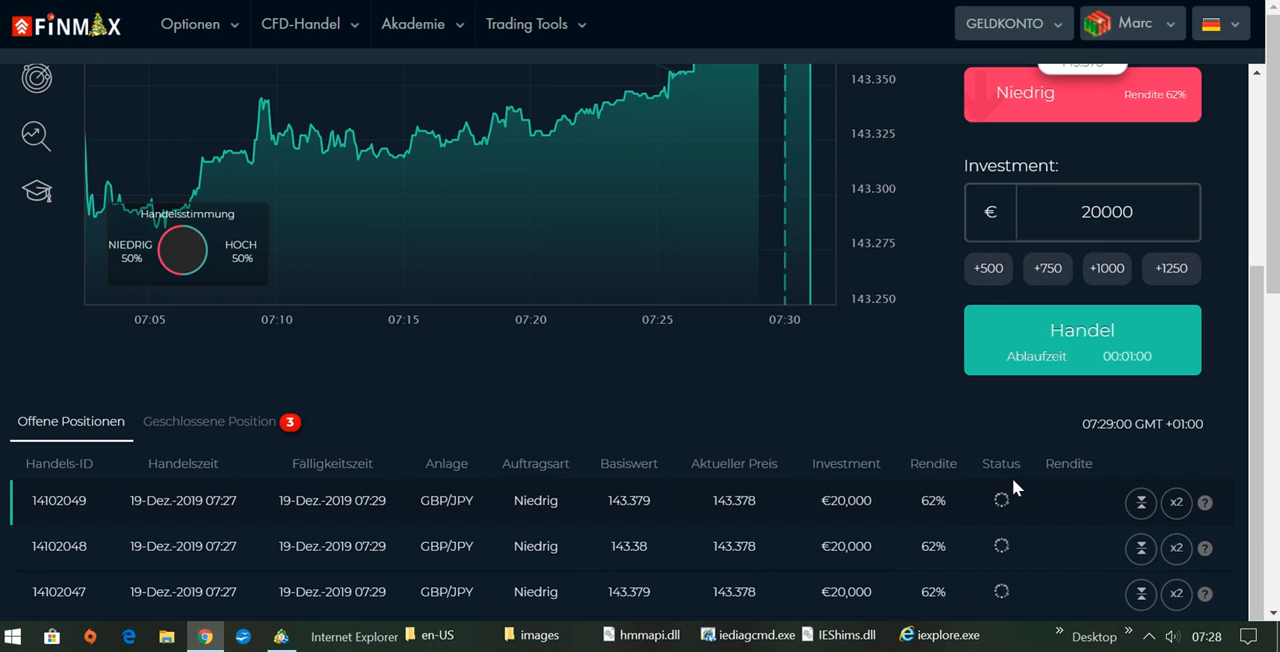 FiNMAX Optionen CFD-Handel Akademie Trading Tools GELDKONTO Marc
143.350
143.325
143.300
143.275
143.250
Handelsstimmung
NIEDRIG HOCH
50% 50%
07:05 07:10 07:15 07:20 07:25 07:30
143.378
Niedrig Rendite 62%
Investment:
€ 20000
+500 +750 +1000 +1250
Handel
Ablaufzeit 00:01:00
Offene Positionen Geschlossene Position 3 07:29:00 GMT +01:00
Handels-ID Handelszeit Fälligkeitszeit Anlage Auftragsart Basiswert Aktueller Preis Investment Rendite Status Rendite
14102049 19-Dez.-2019 07:27 19-Dez.-2019 07:29 GBP/JPY Niedrig 143.379 143.378 €20,000 62% x2 ?
14102048 19-Dez.-2019 07:27 19-Dez.-2019 07:29 GBP/JPY Niedrig 143.38 143.378 €20,000 62% x2 ?
14102047 19-Dez.-2019 07:27 19-Dez.-2019 07:29 GBP/JPY Niedrig 143.379 143.378 €20,000 62% x2 ?
Internet Explorer en-US images hmmapi.dll iediagcmd.exe IEShims.dll iexplore.exe » Desktop » 07:28